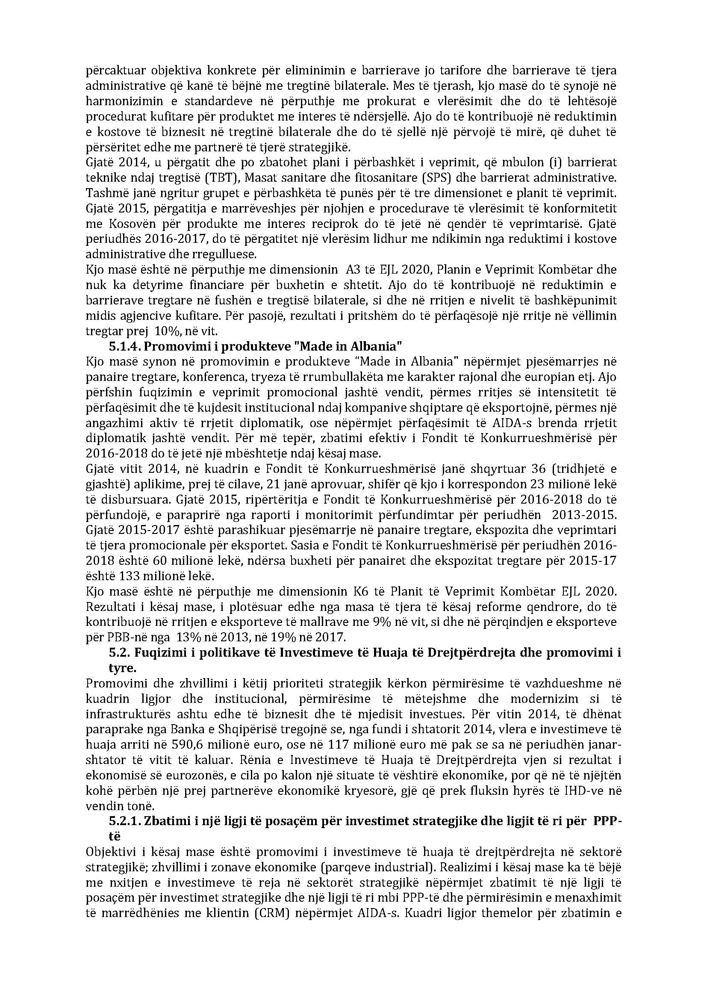 përcaktuar objektiva konkrete për eliminimin e barrierave jo tarifore dhe barrierave të tjera
administrative që kanë të bëjnë me tregtinë bilaterale. Mes të tjerash, kjo masë do të synojë në
harmonizimin e standardeve në përputhje me prokurat e vlerësimit dhe do të lehtësojë
procedurat kufitare për produktet me interes të ndërsjellë. Ajo do të kontribuojë në reduktimin
e kostove të biznesit në tregtinë bilaterale dhe do të sjellë një përvojë të mirë, që duhet të
përsëritet edhe me partnerë të tjerë strategjikë.
Gjatë 2014, u përgatit dhe po zbatohet plani i përbashkët i veprimit, që mbulon (i) barrierat
teknike ndaj tregtisë (TBT), Masat sanitare dhe fitosanitare (SPS) dhe barrierat administrative.
Tashmë janë ngritur grupet e përbashkëta të punës për të tre dimensionet e planit të veprimit.
Gjatë 2015, përgatitja e marrëveshjes për njohjen e procedurave të vlerësimit të konformitetit
me Kosovën për produkte me interes reciprok do të jetë në qendër të veprimtarisë. Gjatë
periudhës 2016-2017, do të përgatitet një vlerësim lidhur me ndikimin nga reduktimi i kostove
administrative dhe rregulluese.
Kjo masë është në përputhje me dimensionin A3 të EJL 2020, Planin e Veprimit Kombëtar dhe
nuk ka detyrime financiare për buxhetin e shtetit. Ajo do të kontribuojë në reduktimin e
barrierave tregtare në fushën e tregtisë bilaterale, si dhe në rritjen e nivelit të bashkëpunimit
midis agjencive kufitare. Për pasojë, rezultati i pritshëm do të përfaqësojë një rritje në vëllimin
tregtar prej 10%, në vit.
5.1.4. Promovimi i produkteve "Made in Albania"
Kjo masë synon në promovimin e produkteve “Made in Albania" nëpërmjet pjesëmarrjes në
panaire tregtare, konferenca, tryeza të rrumbullakëta me karakter rajonal dhe europian etj. Ajo
përfshin fuqizimin e veprimit promocional jashtë vendit, përmes rritjes së intensitetit të
përfaqësimit dhe të kujdesit institucional ndaj kompanive shqiptare që eksportojnë, përmes një
angazhimi aktiv të rrjetit diplomatik, ose nëpërmjet përfaqësimit të AIDA-s brenda rrjetit
diplomatik jashtë vendit. Për më tepër, zbatimi efektiv i Fondit të Konkurrueshmërisë për
2016-2018 do të jetë një mbështetje ndaj kësaj mase.
Gjatë vitit 2014, në kuadrin e Fondit të Konkurrueshmërisë janë shqyrtuar 36 (tridhjetë e
gjashtë) aplikime, prej të cilave, 21 janë aprovuar, shifër që kjo i korrespondon 23 milionë lekë
të disbursuara. Gjatë 2015, ripërtëritja e Fondit të Konkurrueshmërisë për 2016-2018 do të
përfundojë, e paraprirë nga raporti i monitorimit përfundimtar për periudhën 2013-2015.
Gjatë 2015-2017 është parashikuar pjesëmarrje në panaire tregtare, ekspozita dhe veprimtari
të tjera promocionale për eksportet. Sasia e Fondit të Konkurrueshmërisë për periudhën 2016-
2018 është 60 milionë lekë, ndërsa buxheti për panairet dhe ekspozitat tregtare për 2015-17
është 133 milionë lekë.
Kjo masë është në përputhje me dimensionin K6 të Planit të Veprimit Kombëtar EJL 2020.
Rezultati i kësaj mase, i plotësuar edhe nga masa të tjera të kësaj reforme qendrore, do të
kontribuojë në rritjen e eksporteve të mallrave me 9% në vit, si dhe në përqindjen e eksporteve
për PBB-në nga 13% në 2013, në 19% në 2017.
5.2. Fuqizimi i politikave të Investimeve të Huaja të Drejtpërdrejta dhe promovimi i
tyre.
Promovimi dhe zhvillimi i këtij prioriteti strategjik kërkon përmirësime të vazhdueshme në
kuadrin ligjor dhe institucional, përmirësime të mëtejshme dhe modernizim si të
infrastrukturës ashtu edhe të biznesit dhe të mjedisit investues. Për vitin 2014, të dhënat
paraprake nga Banka e Shqipërisë tregojnë se, nga fundi i shtatorit 2014, vlera e investimeve të
huaja arriti në 590,6 milionë euro, ose në 117 milionë euro më pak se sa në periudhën janar-
shtator të vitit të kaluar. Rënia e Investimeve të Huaja të Drejtpërdrejta vjen si rezultat i
ekonomisë së eurozonës, e cila po kalon një situate të vështirë ekonomike, por që në të njëjtën
kohë përbën një prej partnerëve ekonomikë kryesorë, gjë që prek fluksin hyrës të IHD-ve në
vendin tonë.
5.2.1. Zbatimi i një ligji të posaçëm për investimet strategjike dhe ligjit të ri për PPP-
të
Objektivi i kësaj mase është promovimi i investimeve të huaja të drejtpërdrejta në sektorë
strategjikë; zhvillimi i zonave ekonomike (parqeve industrial). Realizimi i kësaj mase ka të bëjë
me nxitjen e investimeve të reja në sektorët strategjikë nëpërmjet zbatimit të një ligji të
posaçëm për investimet strategjike dhe një ligji të ri mbi PPP-të dhe përmirësimin e menaxhimit
të marrëdhënies me klientin (CRM) nëpërmjet AIDA-s. Kuadri ligjor themelor për zbatimin e